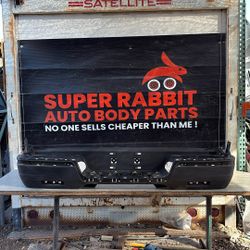 SATELLITE
SUPER RABBIT
AUTO BODY PARTS
NO ONE SELLS CHEAPER THAN ME !